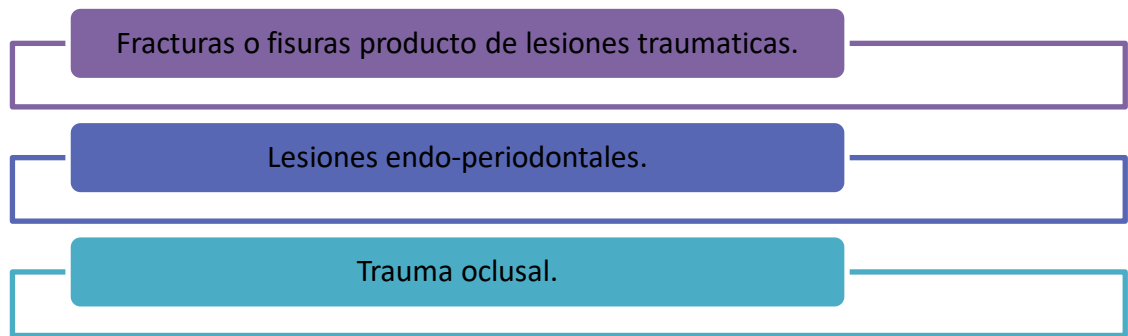 Fracturas o fisuras producto de lesiones traumaticas.
Lesiones endo-periodontales.
Trauma oclusal.